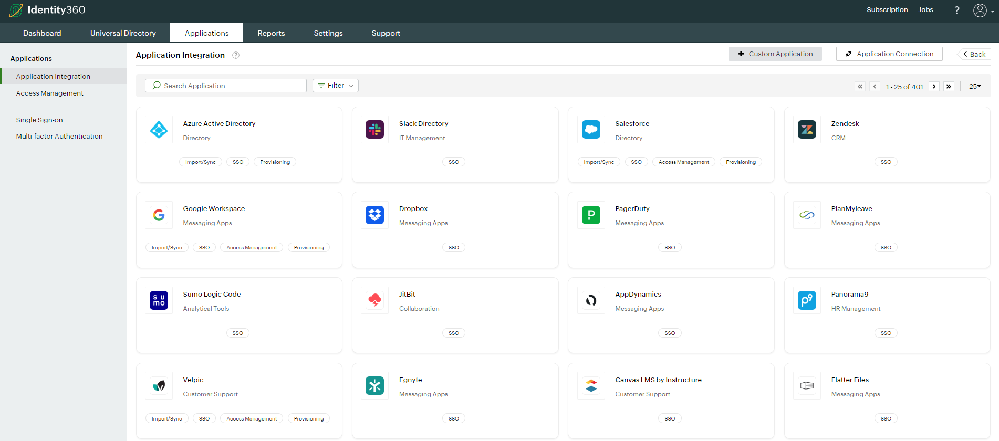 Identity360
Subscription
Jobs
?
Dashboard
Universal Directory
Applications
Reports
Settings
Support
Applications
Application Integration
Access Management
Single Sign-on
Multi-factor Authentication
Application Integration ?
Custom Application
Application Connection
Back
Search Application
Filter
1 - 25 of 401
25
Azure Active Directory
Directory
Import/Sync SSO Provisioning
Slack Directory
IT Management
SSO
Salesforce
Directory
Import/Sync SSO Access Management Provisioning
Zendesk
CRM
SSO
Google Workspace
Messaging Apps
Import/Sync SSO Access Management Provisioning
Dropbox
Messaging Apps
SSO
P
PagerDuty
Messaging Apps
SSO
PlanMyleave
Messaging Apps
SSO
su
mo
Sumo Logic Code
Analytical Tools
SSO
JitBit
Collaboration
SSO
AppDynamics
Messaging Apps
SSO
p9
Panorama9
HR Management
SSO
Velpic
Customer Support
Import/Sync SSO Access Management Provisioning
Egnyte
Messaging Apps
SSO
Canvas LMS by Instructure
Customer Support
SSO
Flatter Files
Messaging Apps
SSO